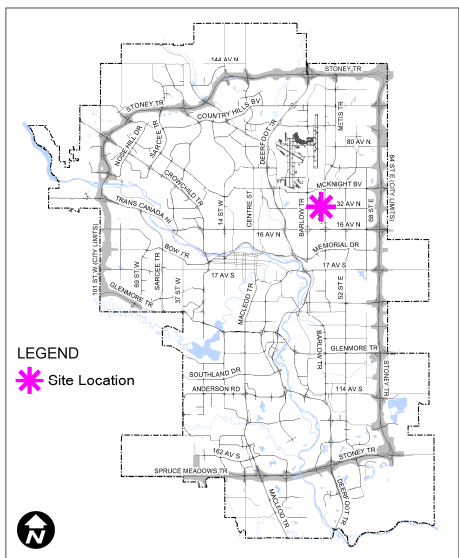 144 AV N
STONEY TR
STONEY TR
COUNTRY HILLS BV
METIS TR
DEERFOOT TR
NOSE HILL DR
SARCEE TR
80 AV N
84 ST E (CITY LIMITS)
CROWCHILD TR
MCKNIGHT BV
TRANS CANADA HI
14 ST W
CENTRE ST
BARLOW TR
32 AV N
68 ST E
16 AV N
16 AV N
101 ST W (CITY LIMITS)
BOW TR
MEMORIAL DR
69 ST W
SARCEE TR
37 ST W
17 AV S
17 AV S
52 ST E
GLENMORE TR
MACLEOD TR
BARLOW TR
GLENMORE TR
LEGEND
Site Location
SOUTHLAND DR
ANDERSON RD
114 AV S
STONEY TR
162 AV S
STONEY TR
SPRUCE MEADOWS TR
MACLEOD TR
DEERFOOT TR
N